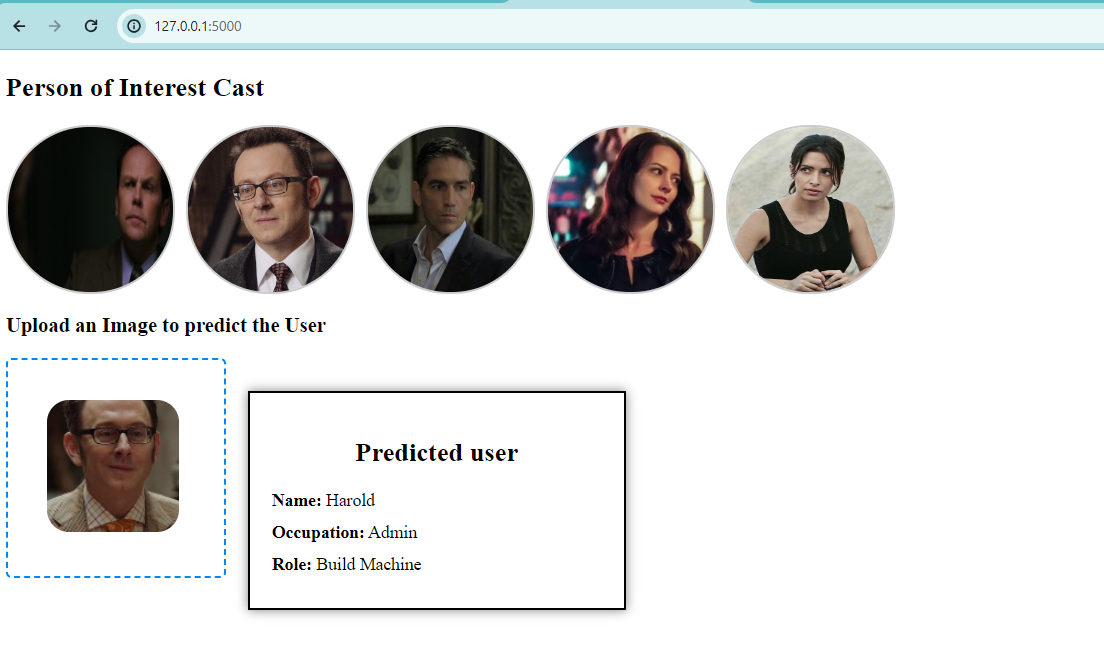 127.0.0.1:5000
Person of Interest Cast
Upload an Image to predict the User
Predicted user
Name: Harold
Occupation: Admin
Role: Build Machine